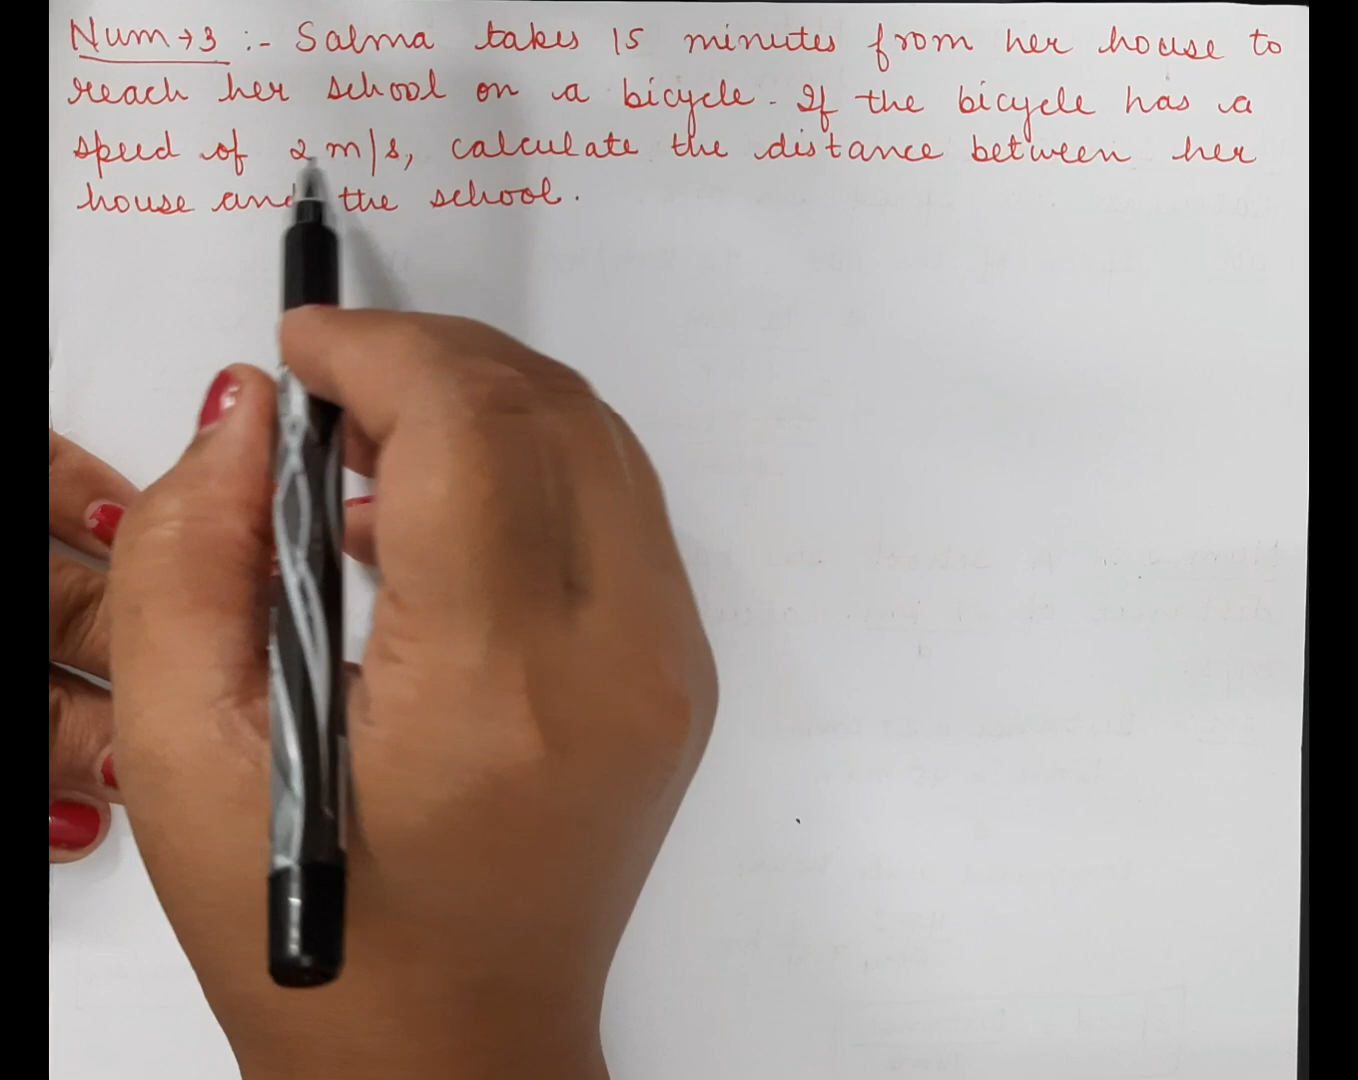 Num→3 :- Salma takes 15 minutes from her house to
reach her school on a bicycle. If the bicycle has a
speed of 2 m/s, calculate the distance between her
house and the school.